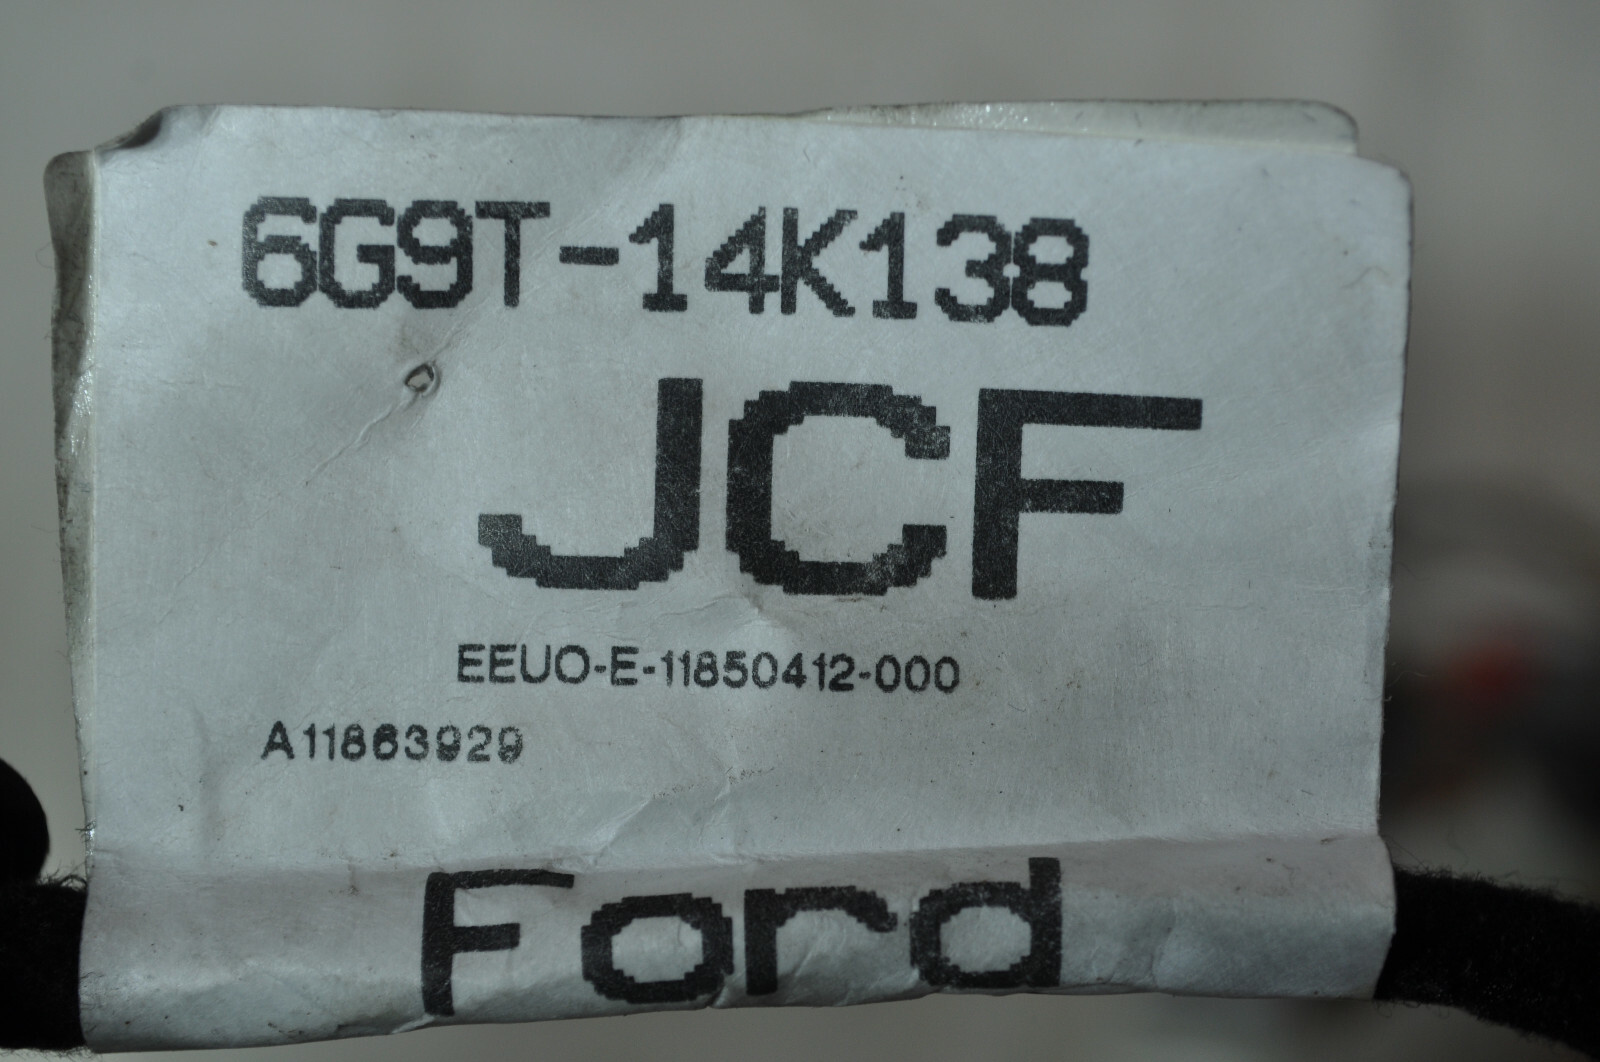 6G9T-14K138
JCF
EEUO-E-11850412-000
A11863929
Ford